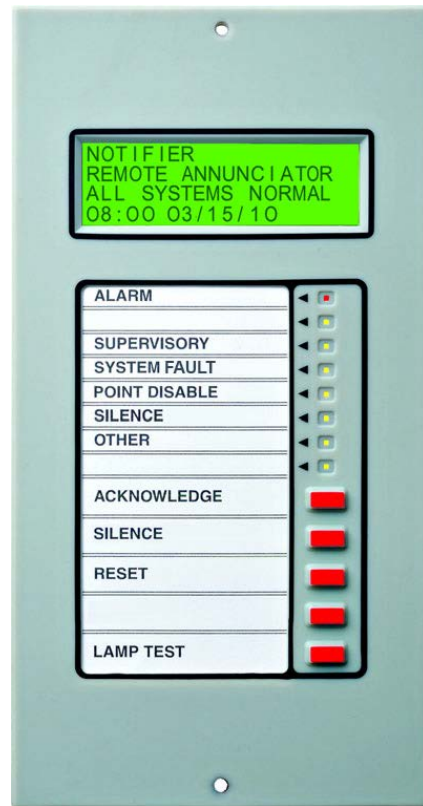 NOTIFIER
REMOTE ANNUNCIATOR
ALL SYSTEMS NORMAL
08:00 03/15/10
ALARM
SUPERVISORY
SYSTEM FAULT
POINT DISABLE
SILENCE
OTHER
ACKNOWLEDGE
SILENCE
RESET
LAMP TEST